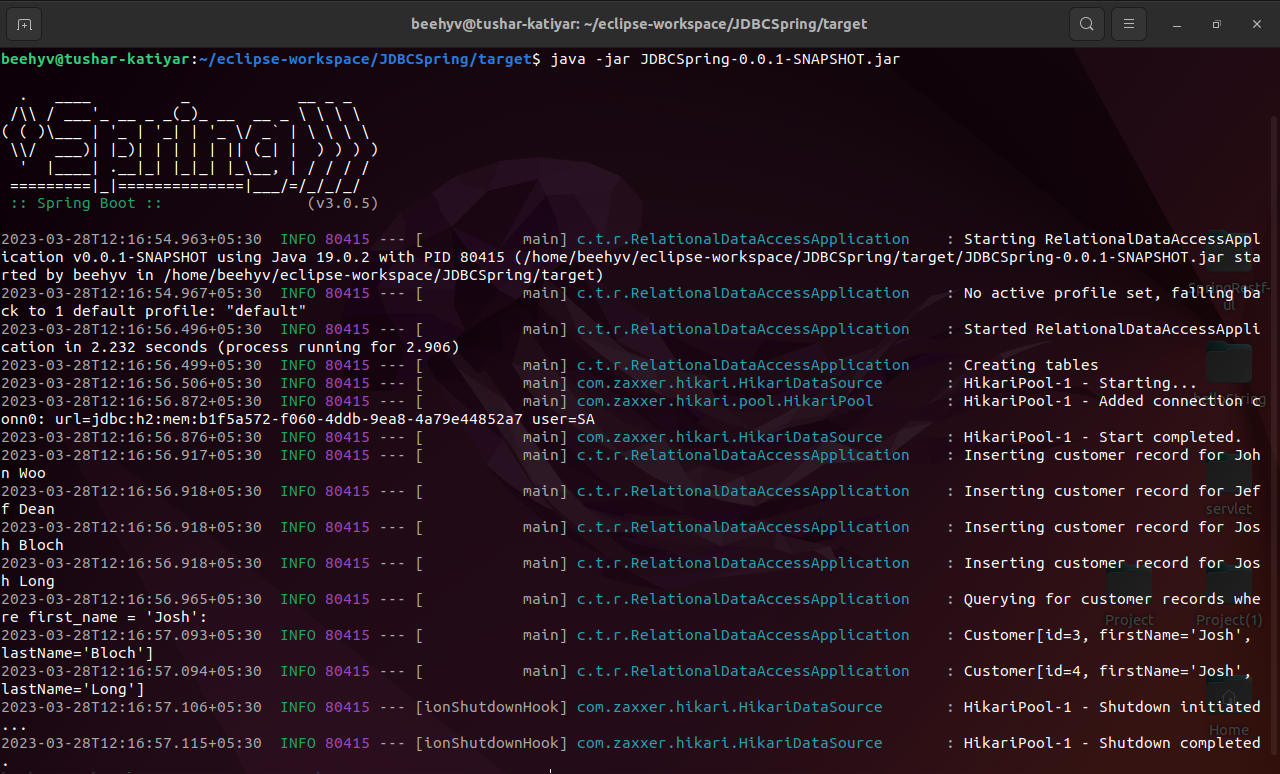 beehyv@tushar-katiyar: ~/eclipse-workspace/JDBCSpring/target
beehyv@tushar-katiyar:~/eclipse-workspace/JDBCSpring/target$ java -jar JDBCSpring-0.0.1-SNAPSHOT.jar
  .   ____          _            __ _ _
 /\\ / ___'_ __ _ _(_)_ __  __ _ \ \ \ \
( ( )\___ | '_ | '_| | '_ \/ _` | \ \ \ \
 \\/  ___)| |_)| | | | | || (_| |  ) ) ) )
  '  |____| .__|_| |_|_| |_\__, | / / / /
 =========|_|==============|___/=/_/_/_/
 :: Spring Boot ::                (v3.0.5)
2023-03-28T12:16:54.963+05:30  INFO 80415 --- [           main] c.t.r.RelationalDataAccessApplication    : Starting RelationalDataAccessAppl
ication v0.0.1-SNAPSHOT using Java 19.0.2 with PID 80415 (/home/beehyv/eclipse-workspace/JDBCSpring/target/JDBCSpring-0.0.1-SNAPSHOT.jar sta
rted by beehyv in /home/beehyv/eclipse-workspace/JDBCSpring/target)
2023-03-28T12:16:54.967+05:30  INFO 80415 --- [           main] c.t.r.RelationalDataAccessApplication    : No active profile set, falling ba
ck to 1 default profile: "default"
2023-03-28T12:16:56.496+05:30  INFO 80415 --- [           main] c.t.r.RelationalDataAccessApplication    : Started RelationalDataAccessAppli
cation in 2.232 seconds (process running for 2.906)
2023-03-28T12:16:56.499+05:30  INFO 80415 --- [           main] c.t.r.RelationalDataAccessApplication    : Creating tables
2023-03-28T12:16:56.506+05:30  INFO 80415 --- [           main] com.zaxxer.hikari.HikariDataSource       : HikariPool-1 - Starting...
2023-03-28T12:16:56.872+05:30  INFO 80415 --- [           main] com.zaxxer.hikari.pool.HikariPool        : HikariPool-1 - Added connection c
onn0: url=jdbc:h2:mem:b1f5a572-f060-4ddb-9ea8-4a79e44852a7 user=SA
2023-03-28T12:16:56.876+05:30  INFO 80415 --- [           main] com.zaxxer.hikari.HikariDataSource       : HikariPool-1 - Start completed.
2023-03-28T12:16:56.917+05:30  INFO 80415 --- [           main] c.t.r.RelationalDataAccessApplication    : Inserting customer record for Joh
n Woo
2023-03-28T12:16:56.918+05:30  INFO 80415 --- [           main] c.t.r.RelationalDataAccessApplication    : Inserting customer record for Jef
f Dean
2023-03-28T12:16:56.918+05:30  INFO 80415 --- [           main] c.t.r.RelationalDataAccessApplication    : Inserting customer record for Jos
h Bloch
2023-03-28T12:16:56.918+05:30  INFO 80415 --- [           main] c.t.r.RelationalDataAccessApplication    : Inserting customer record for Jos
h Long
2023-03-28T12:16:56.965+05:30  INFO 80415 --- [           main] c.t.r.RelationalDataAccessApplication    : Querying for customer records whe
re first_name = 'Josh':
2023-03-28T12:16:57.093+05:30  INFO 80415 --- [           main] c.t.r.RelationalDataAccessApplication    : Customer[id=3, firstName='Josh',
lastName='Bloch']
2023-03-28T12:16:57.094+05:30  INFO 80415 --- [           main] c.t.r.RelationalDataAccessApplication    : Customer[id=4, firstName='Josh',
lastName='Long']
2023-03-28T12:16:57.106+05:30  INFO 80415 --- [ionShutdownHook] com.zaxxer.hikari.HikariDataSource       : HikariPool-1 - Shutdown initiated
...
2023-03-28T12:16:57.115+05:30  INFO 80415 --- [ionShutdownHook] com.zaxxer.hikari.HikariDataSource       : HikariPool-1 - Shutdown completed
.
SpringRestf-
ul
servlet
Project
Project(1)
Home